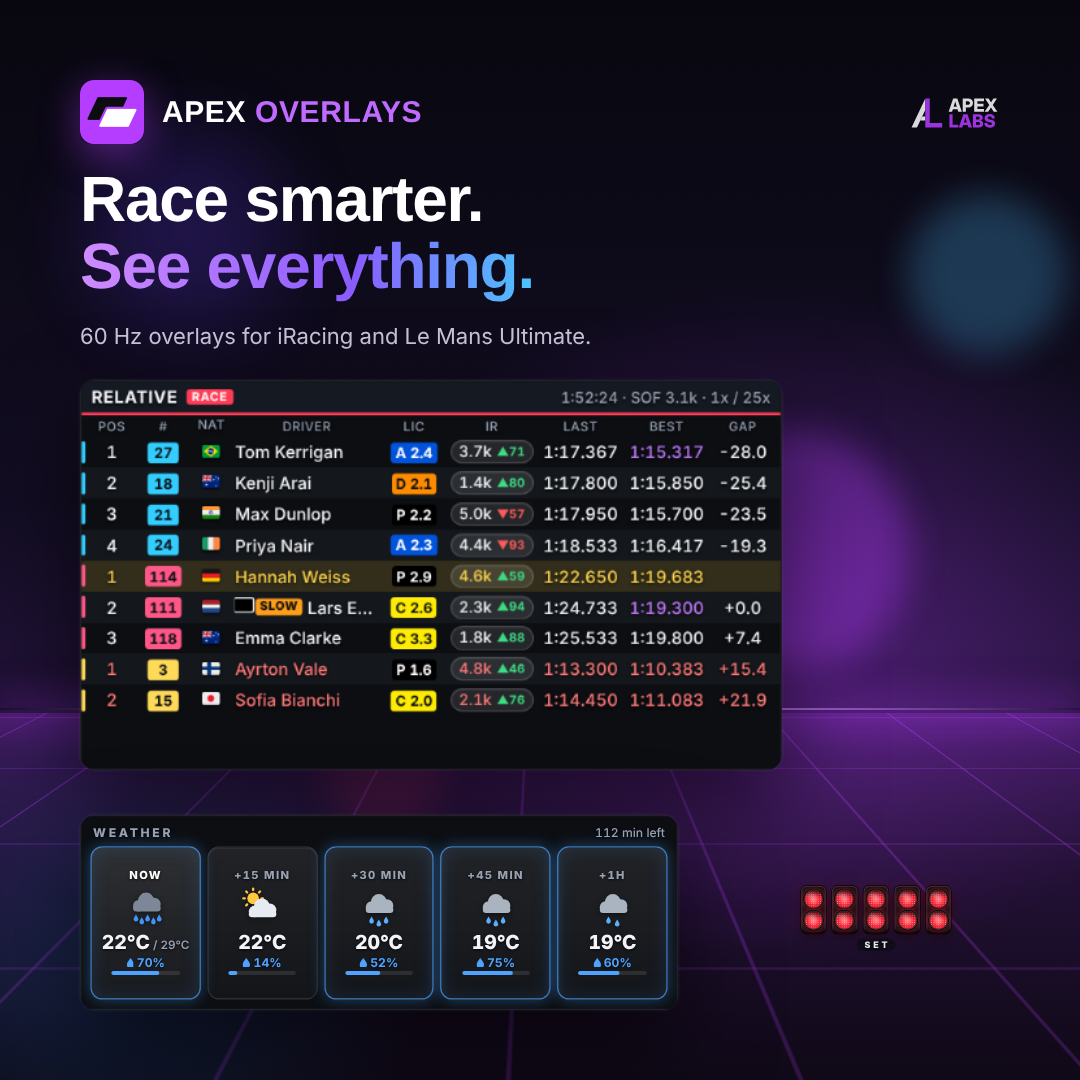 APEX OVERLAYS
APEX
LABS
Race smarter.
See everything.
60 Hz overlays for iRacing and Le Mans Ultimate.
RELATIVE RACE 1:52:24 · SOF 3.1k · 1x / 25x
POS # NAT DRIVER LIC IR LAST BEST GAP
1 27 Tom Kerrigan A 2.4 3.7k ▲71 1:17.367 1:15.317 -28.0
2 18 Kenji Arai D 2.1 1.4k ▲80 1:17.800 1:15.850 -25.4
3 21 Max Dunlop P 2.2 5.0k ▼57 1:17.950 1:15.700 -23.5
4 24 Priya Nair A 2.3 4.4k ▼93 1:18.533 1:16.417 -19.3
1 114 Hannah Weiss P 2.9 4.6k ▲59 1:22.650 1:19.683
2 111 SLOW Lars E... C 2.6 2.3k ▲94 1:24.733 1:19.300 +0.0
3 118 Emma Clarke C 3.3 1.8k ▲88 1:25.533 1:19.800 +7.4
1 3 Ayrton Vale P 1.6 4.8k ▲46 1:13.300 1:10.383 +15.4
2 15 Sofia Bianchi C 2.0 2.1k ▲76 1:14.450 1:11.083 +21.9
WEATHER 112 min left
NOW +15 MIN +30 MIN +45 MIN +1H
22°C / 29°C 22°C 20°C 19°C 19°C
70% 14% 52% 75% 60%
SET